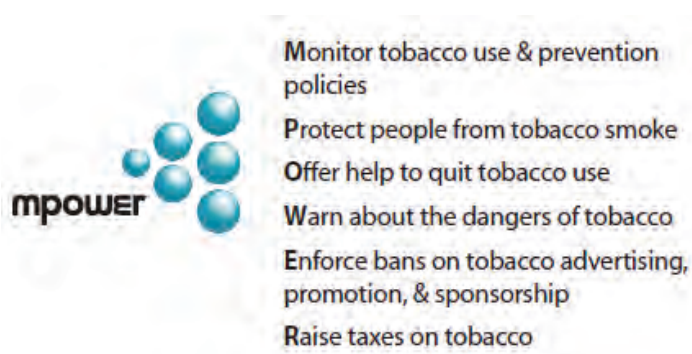 mpower
Monitor tobacco use & prevention
policies
Protect people from tobacco smoke
Offer help to quit tobacco use
Warn about the dangers of tobacco
Enforce bans on tobacco advertising,
promotion, & sponsorship
Raise taxes on tobacco